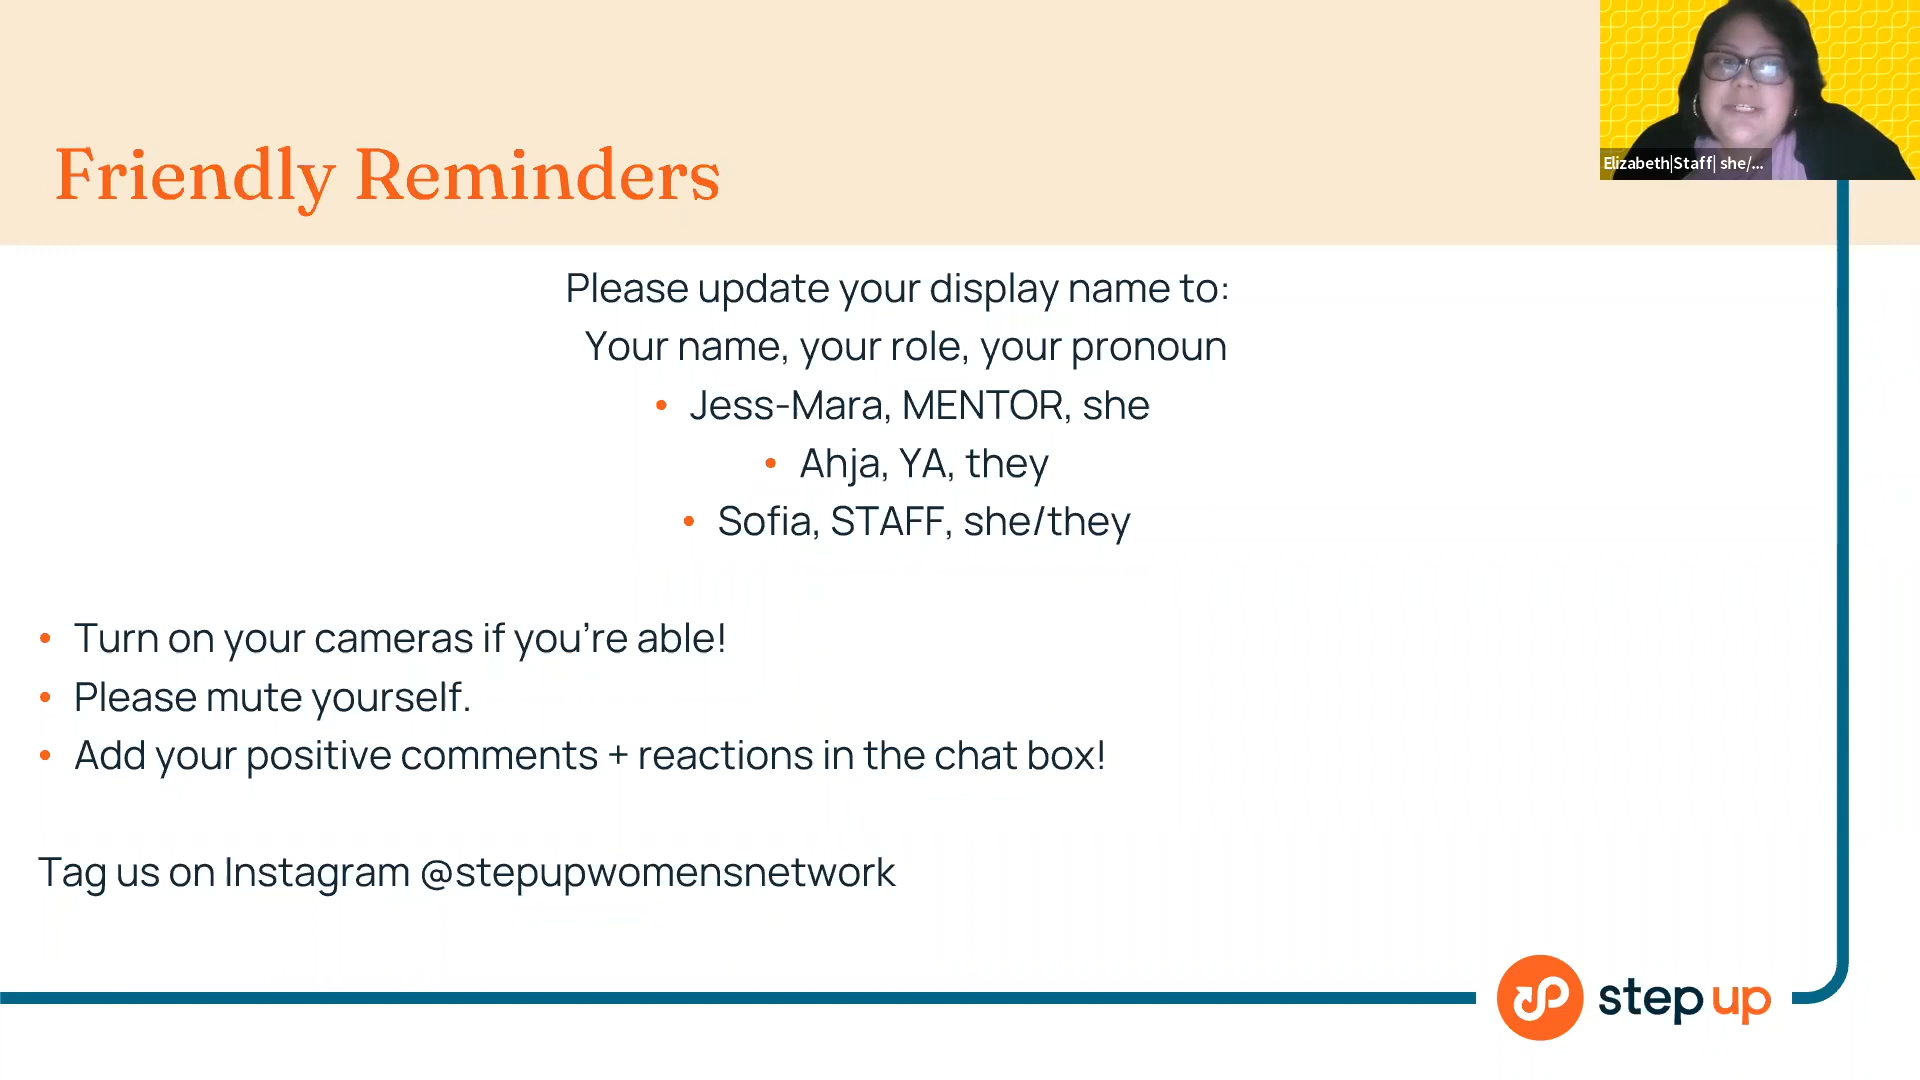 Friendly Reminders
Elizabeth|Staff| she/...
Please update your display name to:
Your name, your role, your pronoun
• Jess-Mara, MENTOR, she
• Ahja, YA, they
• Sofia, STAFF, she/they
• Turn on your cameras if you're able!
• Please mute yourself.
• Add your positive comments + reactions in the chat box!
Tag us on Instagram @stepupwomensnetwork
step up